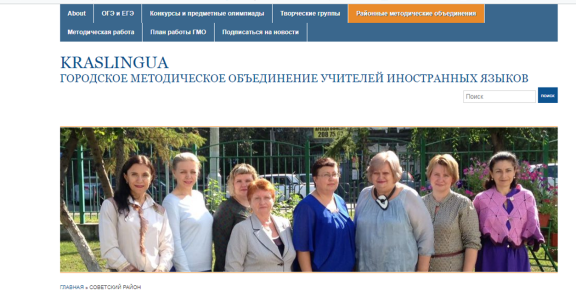 About ОГЭ и ЕГЭ Конкурсы и предметные олимпиады Творческие группы Районные методические объединения
Методическая работа План работы ГМО Подписаться на новости
KRASLINGUA
ГОРОДСКОЕ МЕТОДИЧЕСКОЕ ОБЪЕДИНЕНИЕ УЧИТЕЛЕЙ ИНОСТРАННЫХ ЯЗЫКОВ
Поиск ПОИСК
ГЛАВНАЯ » СОВЕТСКИЙ РАЙОН